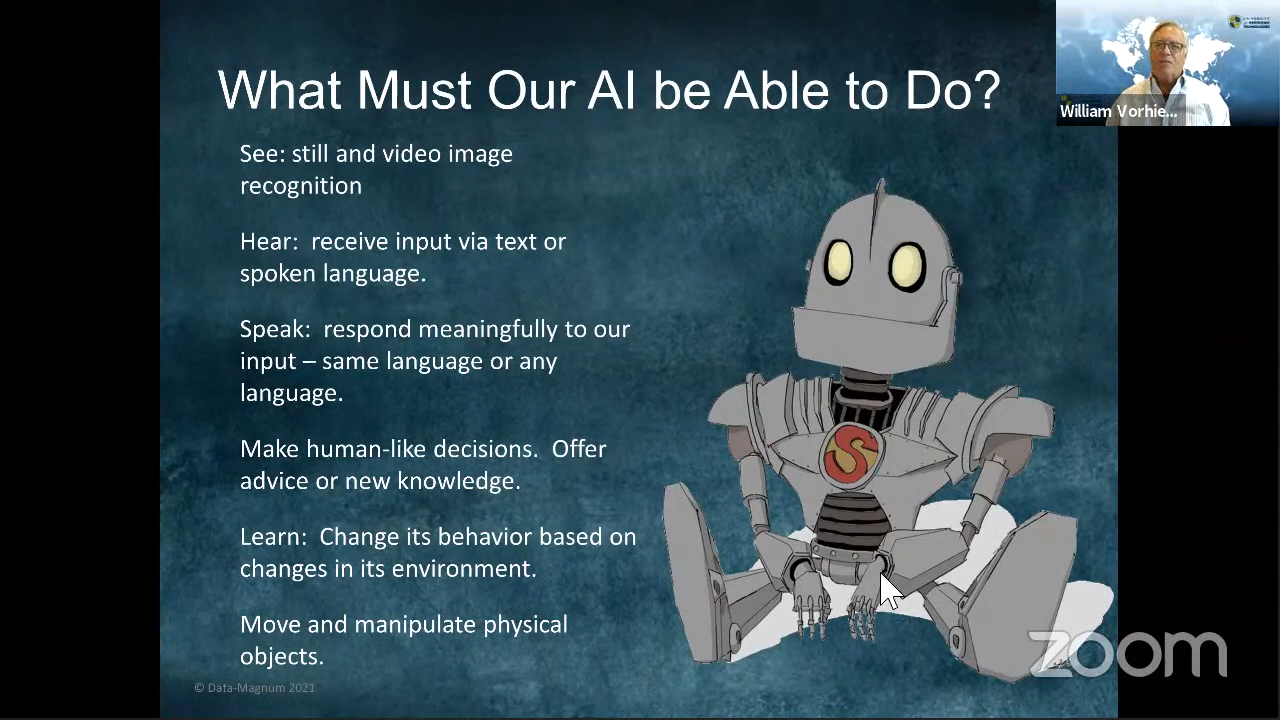 What Must Our AI be Able to Do?
See: still and video image
recognition
Hear:  receive input via text or
spoken language.
Speak:  respond meaningfully to our
input – same language or any
language.
Make human-like decisions.  Offer
advice or new knowledge.
Learn:  Change its behavior based on
changes in its environment.
Move and manipulate physical
objects.
© Data-Magnum 2021
S
William Vorhie...
zoom